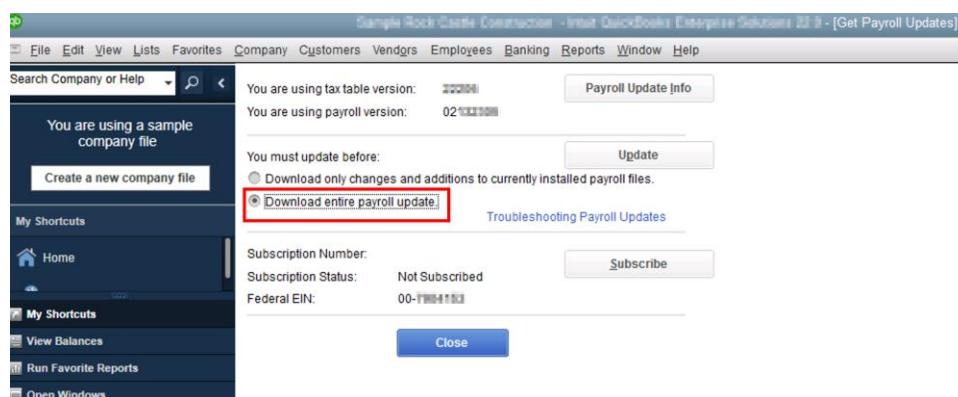 qb
Sample Rock Castle Construction - Intuit QuickBooks Enterprise Solutions 22.0 - [Get Payroll Updates]
File Edit View Lists Favorites Company Customers Vendors Employees Banking Reports Window Help
Search Company or Help
You are using a sample
company file
Create a new company file
My Shortcuts
Home
My Shortcuts
View Balances
Run Favorite Reports
Open Windows
You are using tax table version:
Payroll Update Info
You are using payroll version: 02
You must update before:
Update
Download only changes and additions to currently installed payroll files.
Download entire payroll update.
Troubleshooting Payroll Updates
Subscription Number:
Subscribe
Subscription Status: Not Subscribed
Federal EIN: 00-
Close